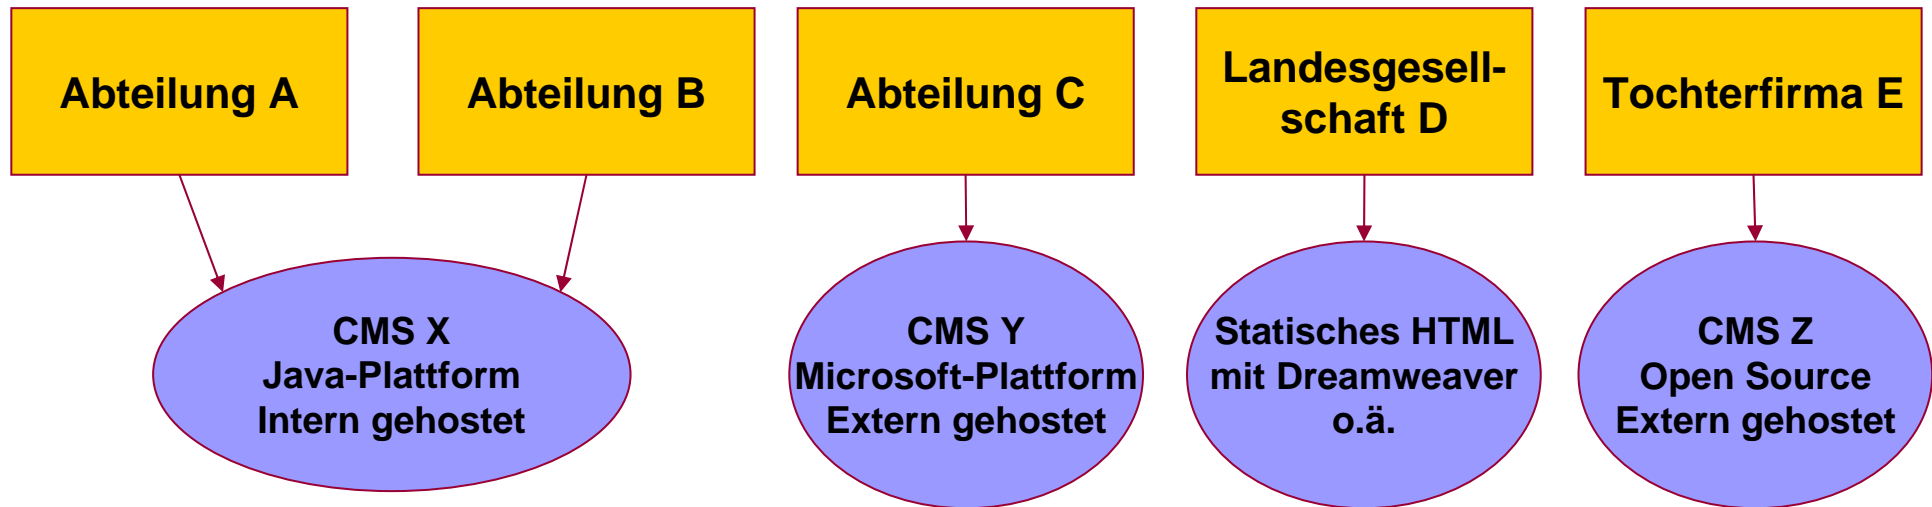 Abteilung A
Abteilung B
Abteilung C
Landesgesell-
schaft D
Tochterfirma E
CMS X
Java-Plattform
Intern gehostet
CMS Y
Microsoft-Plattform
Extern gehostet
Statisches HTML
mit Dreamweaver
o.ä.
CMS Z
Open Source
Extern gehostet